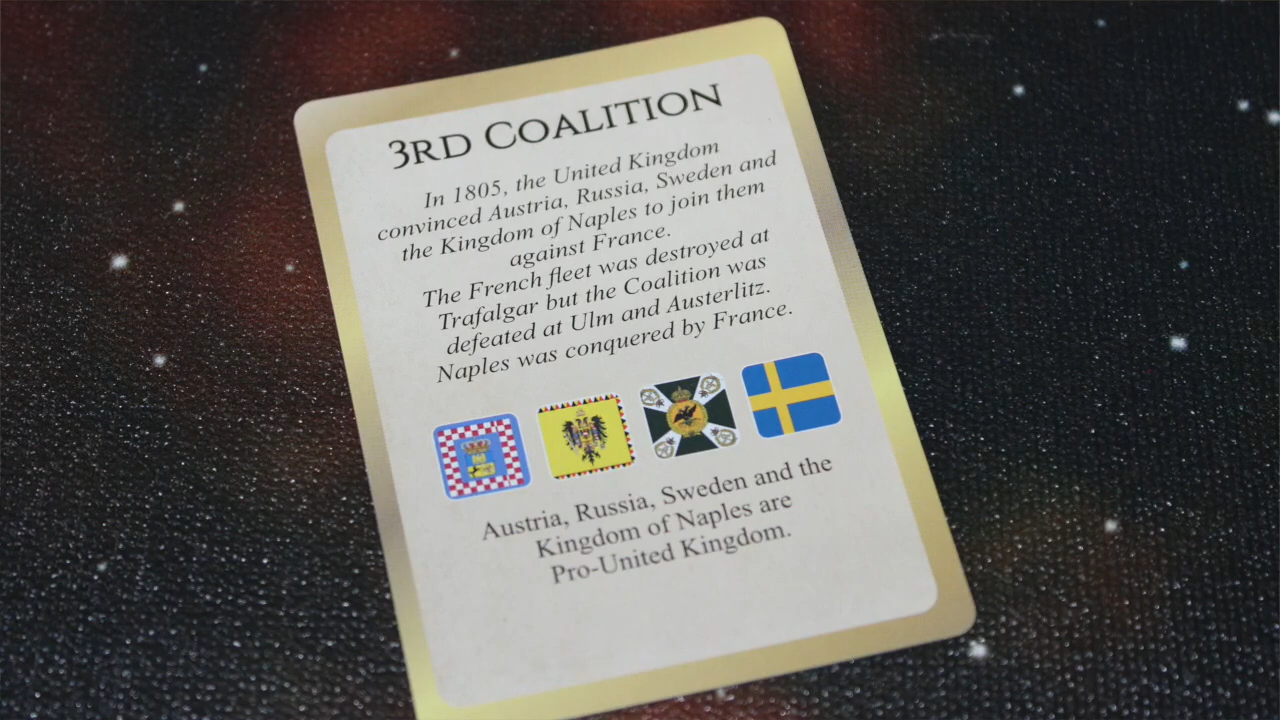 3RD COALITION
In 1805, the United Kingdom
convinced Austria, Russia, Sweden and
the Kingdom of Naples to join them
against France.
The French fleet was destroyed at
Trafalgar but the Coalition was
defeated at Ulm and Austerlitz.
Naples was conquered by France.
Austria, Russia, Sweden and the
Kingdom of Naples are
Pro-United Kingdom.